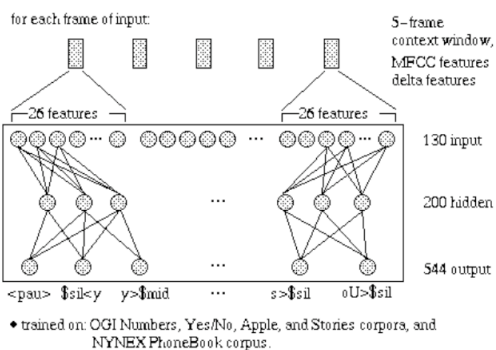 for each frame of input:
5-frame
context window,
MFCC features
delta features
26 features
26 features
130 input
200 hidden
544 output
<pau> $sil<y y>$mid ... s>$sil oU>$sil
◆ trained on: OGI Numbers, Yes/No, Apple, and Stories corpora, and
NYNEX PhoneBook corpus.